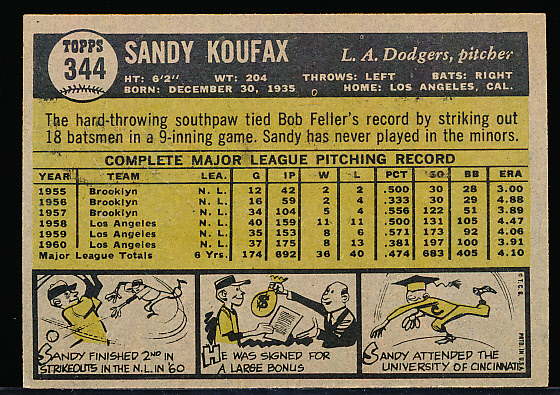 TOPPS
344
SANDY KOUFAX
L. A. Dodgers, pitcher
HT: 6'2" WT: 204 THROWS: LEFT BATS: RIGHT
BORN: DECEMBER 30, 1935 HOME: LOS ANGELES, CAL.
The hard-throwing southpaw tied Bob Feller's record by striking out
18 batsmen in a 9-inning game. Sandy has never played in the minors.
COMPLETE MAJOR LEAGUE PITCHING RECORD
YEAR TEAM LEA. G IP W L PCT SO BB ERA
1955 Brooklyn N. L. 12 42 2 2 .500 30 28 3.00
1956 Brooklyn N. L. 16 59 2 4 .333 30 29 4.88
1957 Brooklyn N. L. 34 104 5 4 .556 122 51 3.89
1958 Los Angeles N. L. 40 159 11 11 .500 131 105 4.47
1959 Los Angeles N. L. 35 153 8 6 .571 173 92 4.06
1960 Los Angeles N. L. 37 175 8 13 .381 197 100 3.91
Major League Totals 6 Yrs. 174 692 36 40 .474 683 405 4.10
SANDY FINISHED 2ND IN
STRIKEOUTS IN THE N.L. IN '60
HE WAS SIGNED FOR
A LARGE BONUS
SANDY ATTENDED THE
UNIVERSITY OF CINCINNATI
© T.C.G.
PRTD. IN U.S.A.